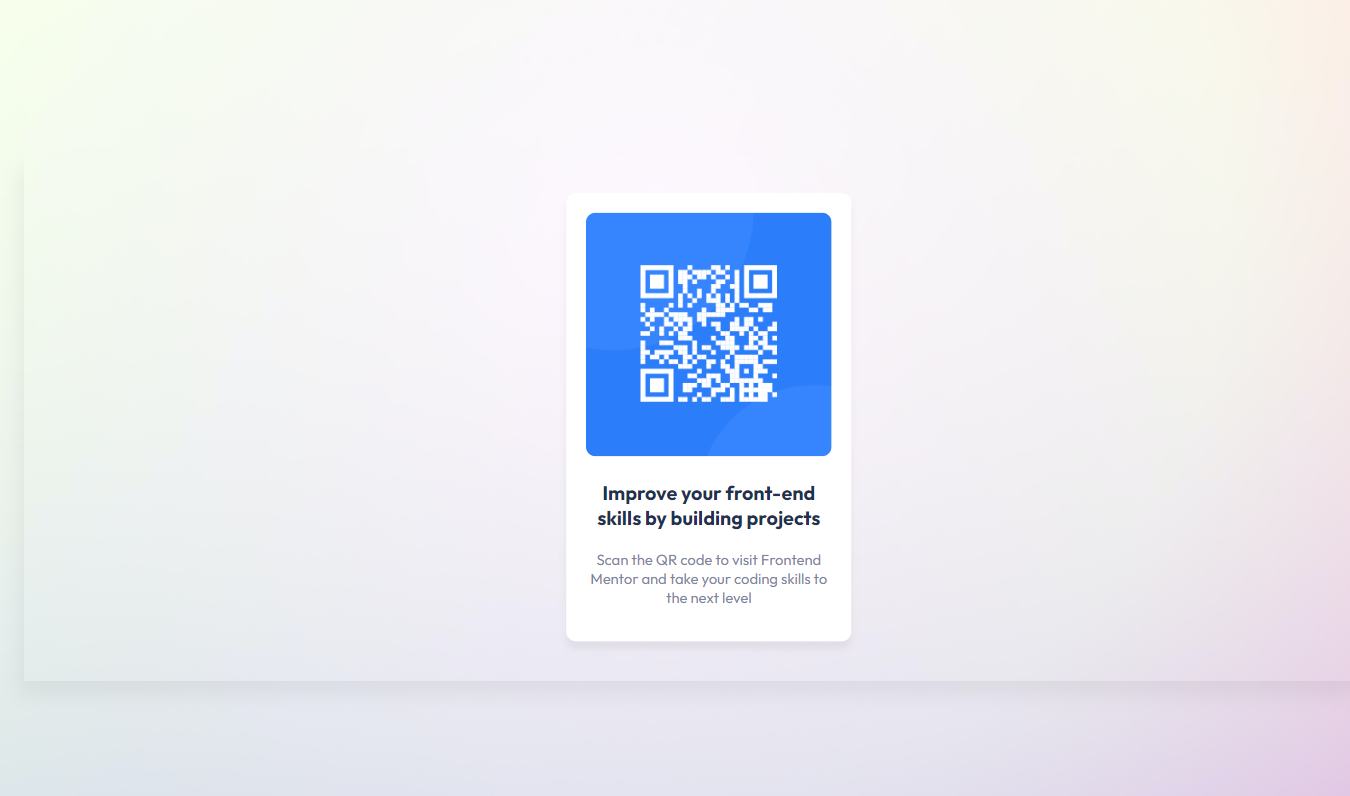 Improve your front-end
skills by building projects
Scan the QR code to visit Frontend
Mentor and take your coding skills to
the next level